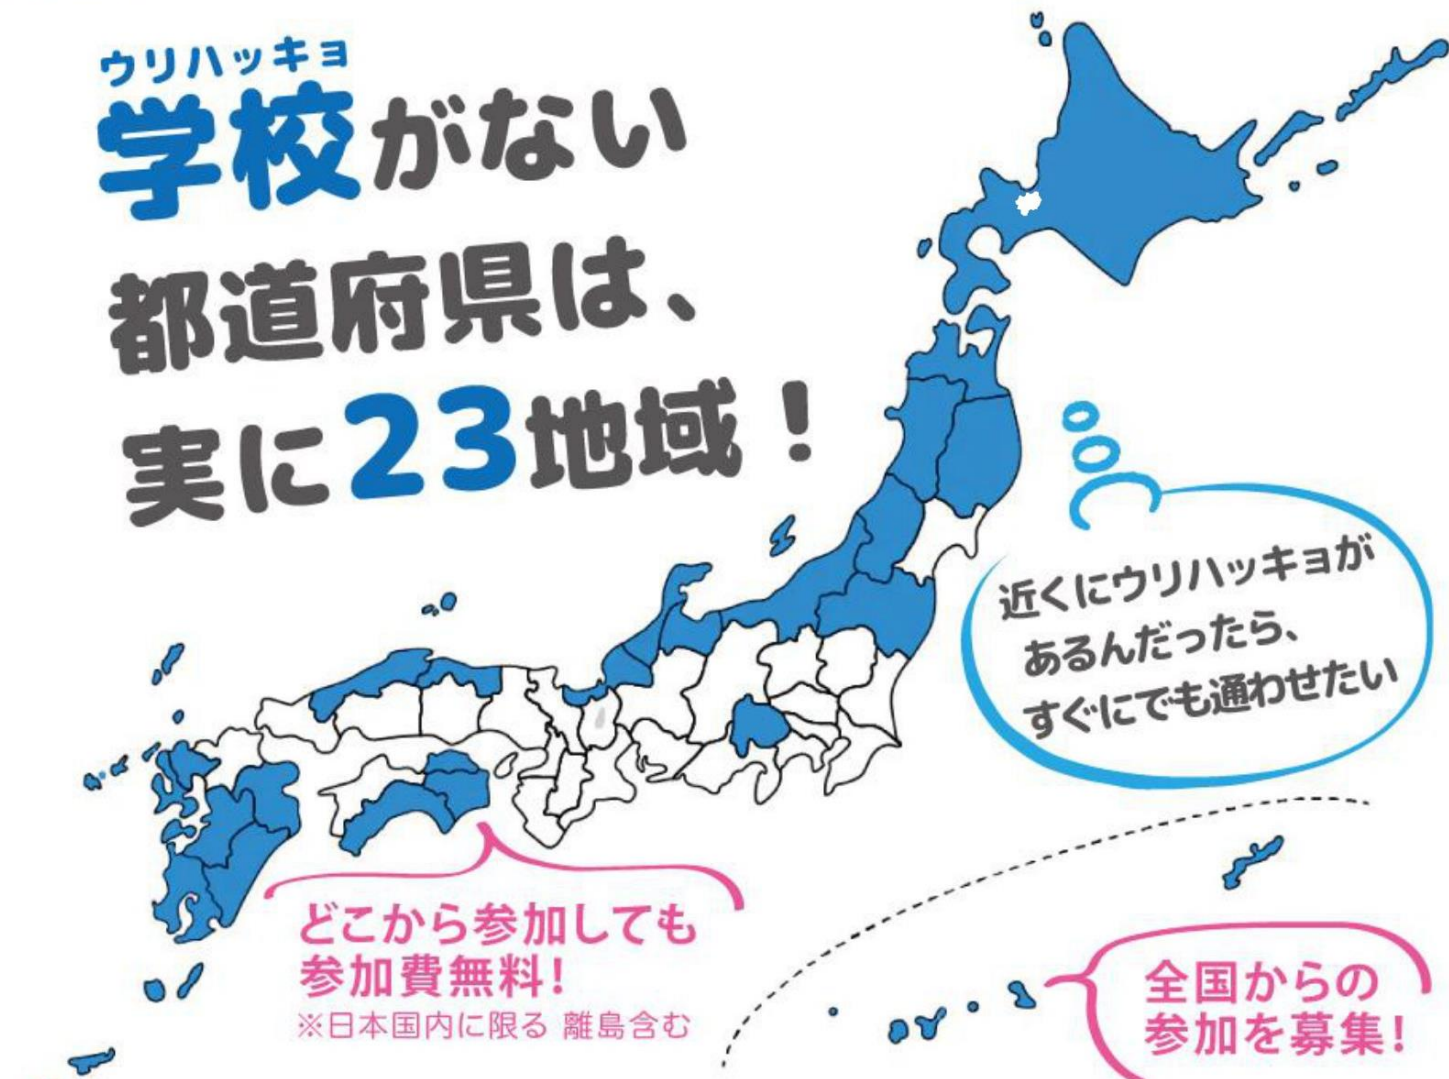 ウリハッキョ
学校がない
都道府県は、
実に23地域！
近くにウリハッキョが
あるんだったら、
すぐにでも通わせたい
どこから参加しても
参加費無料！
※日本国内に限る 離島含む
全国からの
参加を募集！